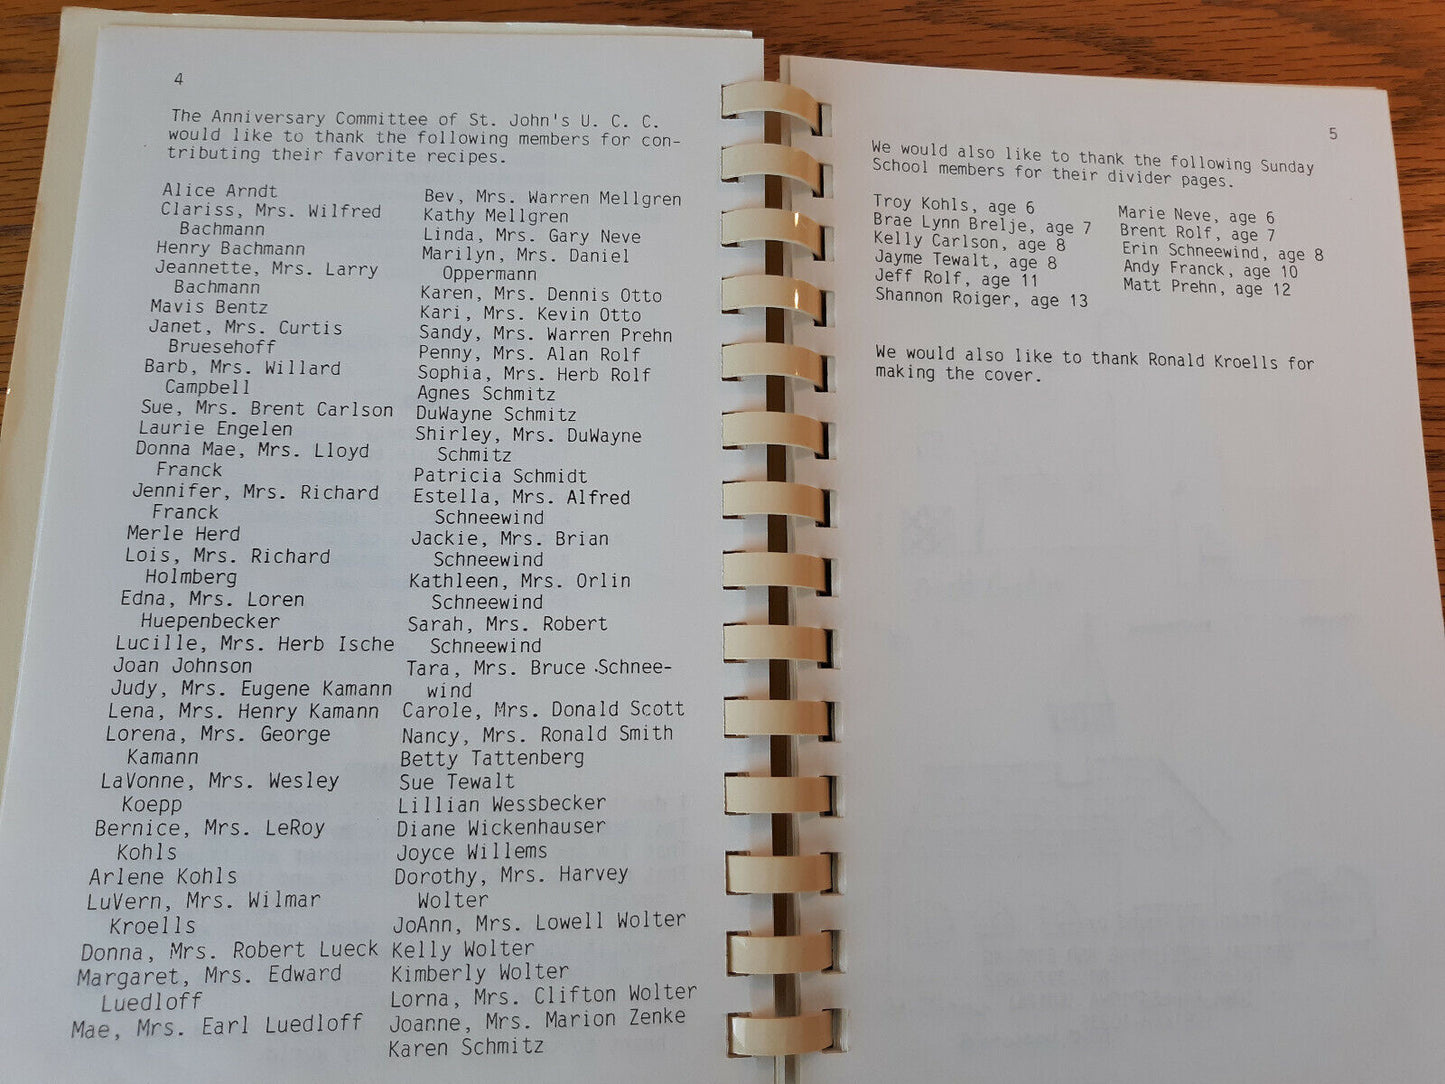 4
The Anniversary Committee of St. John's U. C. C.
would like to thank the following members for con-
tributing their favorite recipes.
Alice Arndt
Clariss, Mrs. Wilfred
Bachmann
Henry Bachmann
Jeannette, Mrs. Larry
Bachmann
Mavis Bentz
Janet, Mrs. Curtis
Bruesehoff
Barb, Mrs. Willard
Campbell
Sue, Mrs. Brent Carlson
Laurie Engelen
Donna Mae, Mrs. Lloyd
Franck
Jennifer, Mrs. Richard
Franck
Merle Herd
Lois, Mrs. Richard
Holmberg
Edna, Mrs. Loren
Huepenbecker
Lucille, Mrs. Herb Ische
Joan Johnson
Judy, Mrs. Eugene Kamann
Lena, Mrs. Henry Kamann
Lorena, Mrs. George
Kamann
LaVonne, Mrs. Wesley
Koepp
Bernice, Mrs. LeRoy
Kohls
Arlene Kohls
LuVern, Mrs. Wilmar
Kroells
Donna, Mrs. Robert Lueck
Margaret, Mrs. Edward
Luedloff
Mae, Mrs. Earl Luedloff
Bev, Mrs. Warren Mellgren
Kathy Mellgren
Linda, Mrs. Gary Neve
Marilyn, Mrs. Daniel
Oppermann
Karen, Mrs. Dennis Otto
Kari, Mrs. Kevin Otto
Sandy, Mrs. Warren Prehn
Penny, Mrs. Alan Rolf
Sophia, Mrs. Herb Rolf
Agnes Schmitz
DuWayne Schmitz
Shirley, Mrs. DuWayne
Schmitz
Patricia Schmidt
Estella, Mrs. Alfred
Schneewind
Jackie, Mrs. Brian
Schneewind
Kathleen, Mrs. Orlin
Schneewind
Sarah, Mrs. Robert
Schneewind
Tara, Mrs. Bruce Schnee-
wind
Carole, Mrs. Donald Scott
Nancy, Mrs. Ronald Smith
Betty Tattenberg
Sue Tewalt
Lillian Wessbecker
Diane Wickenhauser
Joyce Willems
Dorothy, Mrs. Harvey
Wolter
JoAnn, Mrs. Lowell Wolter
Kelly Wolter
Kimberly Wolter
Lorna, Mrs. Clifton Wolter
Joanne, Mrs. Marion Zenke
Karen Schmitz
5
We would also like to thank the following Sunday
School members for their divider pages.
Troy Kohls, age 6
Brae Lynn Brelje, age 7
Kelly Carlson, age 8
Jayme Tewalt, age 8
Jeff Rolf, age 11
Shannon Roiger, age 13
Marie Neve, age 6
Brent Rolf, age 7
Erin Schneewind, age 8
Andy Franck, age 10
Matt Prehn, age 12
We would also like to thank Ronald Kroells for
making the cover.